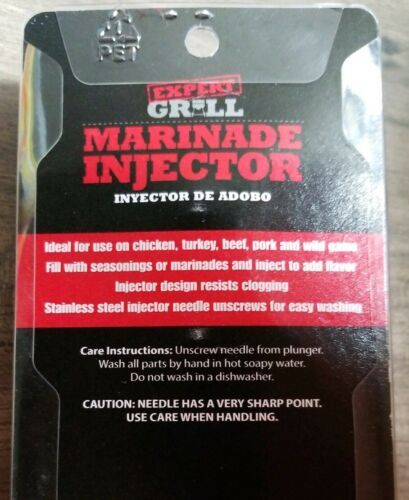 1
PET
EXPERT
GRILL
MARINADE
INJECTOR
INYECTOR DE ADOBO
Ideal for use on chicken, turkey, beef, pork and wild game
Fill with seasonings or marinades and inject to add flavor
Injector design resists clogging
Stainless steel injector needle unscrews for easy washing
Care Instructions: Unscrew needle from plunger.
Wash all parts by hand in hot soapy water.
Do not wash in a dishwasher.
CAUTION: NEEDLE HAS A VERY SHARP POINT.
USE CARE WHEN HANDLING.